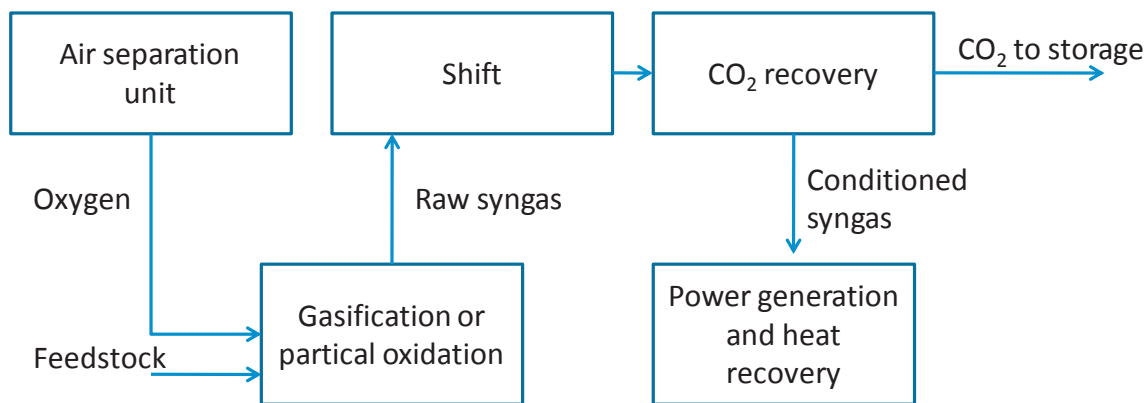 Air separation
unit
Shift
CO₂ recovery
CO₂ to storage
Oxygen
Raw syngas
Conditioned
syngas
Feedstock
Gasification or
partical oxidation
Power generation
and heat
recovery